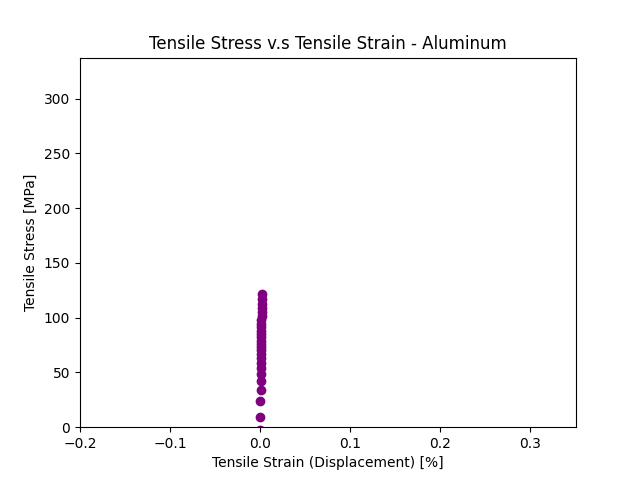 Tensile Stress v.s Tensile Strain - Aluminum
300
250
200
150
100
50
0
Tensile Stress [MPa]
−0.2 −0.1 0.0 0.1 0.2 0.3
Tensile Strain (Displacement) [%]